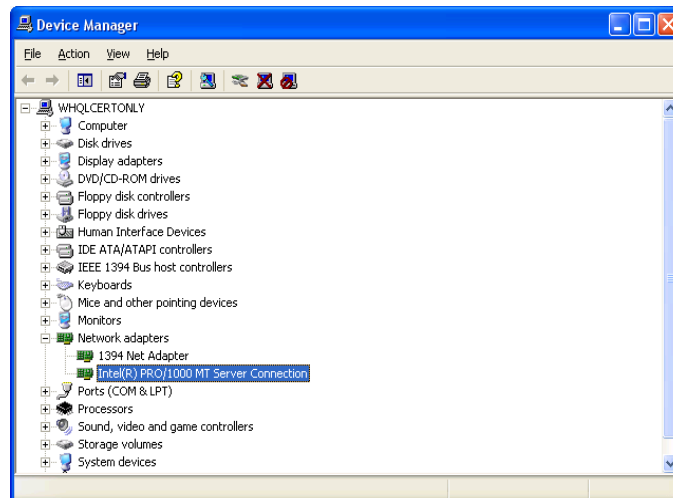 Device Manager
File Action View Help
WHQLCERTONLY
Computer
Disk drives
Display adapters
DVD/CD-ROM drives
Floppy disk controllers
Floppy disk drives
Human Interface Devices
IDE ATA/ATAPI controllers
IEEE 1394 Bus host controllers
Keyboards
Mice and other pointing devices
Monitors
Network adapters
1394 Net Adapter
Intel(R) PRO/1000 MT Server Connection
Ports (COM & LPT)
Processors
Sound, video and game controllers
Storage volumes
System devices